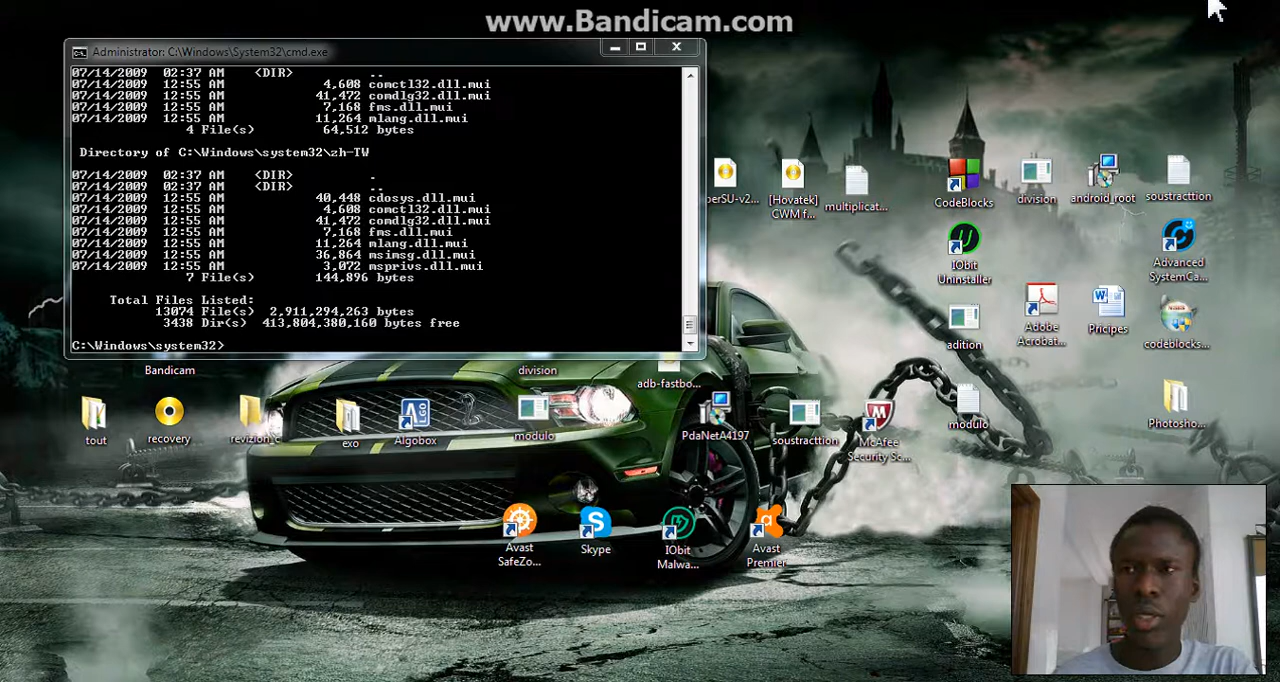 www.Bandicam.com
Administrator: C:\Windows\System32\cmd.exe
07/14/2009  02:37 AM    <DIR>          ..
07/14/2009  12:55 AM             4,608 comctl32.dll.mui
07/14/2009  12:55 AM            41,472 comdlg32.dll.mui
07/14/2009  12:55 AM             7,168 fms.dll.mui
07/14/2009  12:55 AM            11,264 mlang.dll.mui
4 File(s)         64,512 bytes
Directory of C:\Windows\system32\zh-TW
07/14/2009  02:37 AM    <DIR>          .
07/14/2009  02:37 AM    <DIR>          ..
07/14/2009  12:55 AM            40,448 cdosys.dll.mui
07/14/2009  12:55 AM             4,608 comctl32.dll.mui
07/14/2009  12:55 AM            41,472 comdlg32.dll.mui
07/14/2009  12:55 AM             7,168 fms.dll.mui
07/14/2009  12:55 AM            11,264 mlang.dll.mui
07/14/2009  12:55 AM            36,864 msimsg.dll.mui
07/14/2009  12:55 AM             3,072 msprivs.dll.mui
7 File(s)        144,896 bytes
Total Files Listed:
13074 File(s)  2,911,294,263 bytes
3438 Dir(s)  413,804,380,160 bytes free
C:\Windows\system32>
perSU-v2...
[Hovatek]
CWM f...
multiplicat...
CodeBlocks
division
android_root
soustracttion
IObit
Uninstaller
Advanced
SystemCa...
adition
Adobe
Acrobat...
Pricipes
codeblocks...
Bandicam
division
adb-fastbo...
tout
recovery
revizion_c
exo
Algobox
modulo
PdaNetA4197
soustracttion
McAfee
Security Sc...
modulo
Photosho...
Avast
SafeZo...
Skype
IObit
Malwa...
Avast
Premier